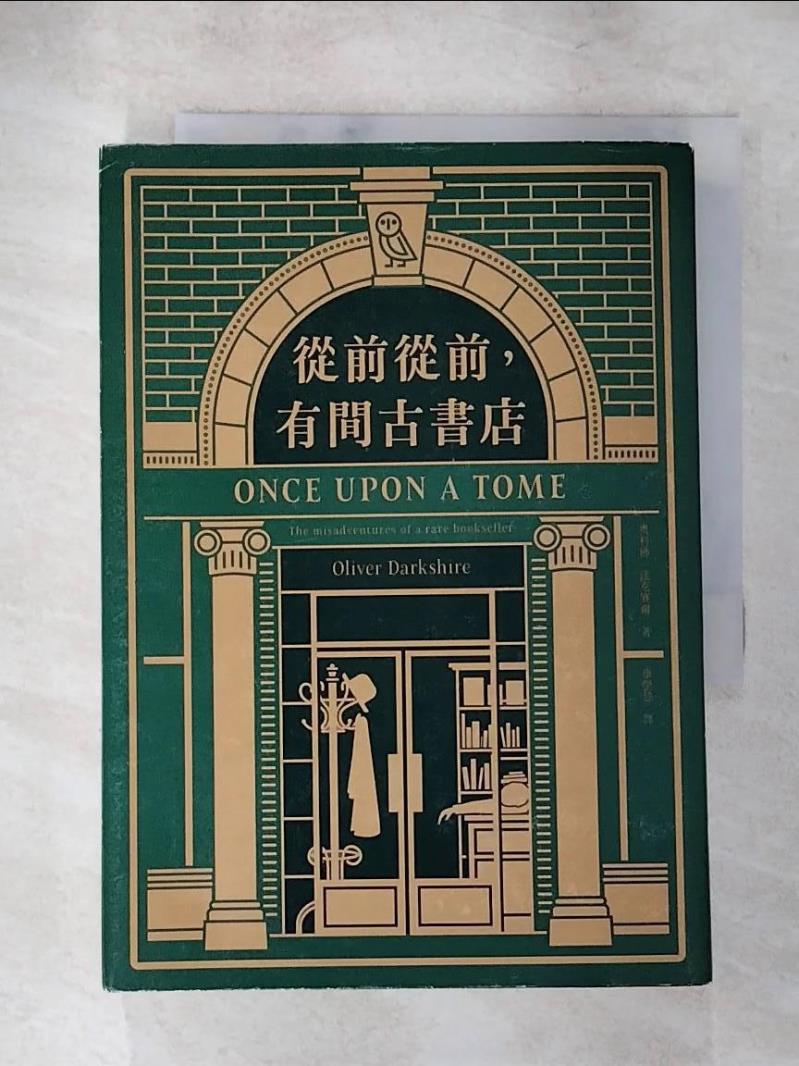 從前從前,
有間古書店
ONCE UPON A TOME
The misadventures of a rare bookseller
Oliver Darkshire